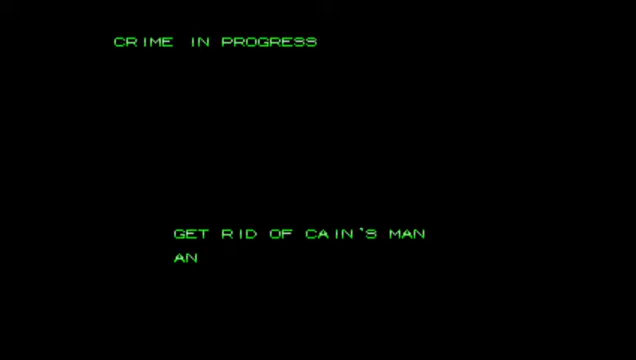 CRIME IN PROGRESS
GET RID OF CAIN'S MAN
AN